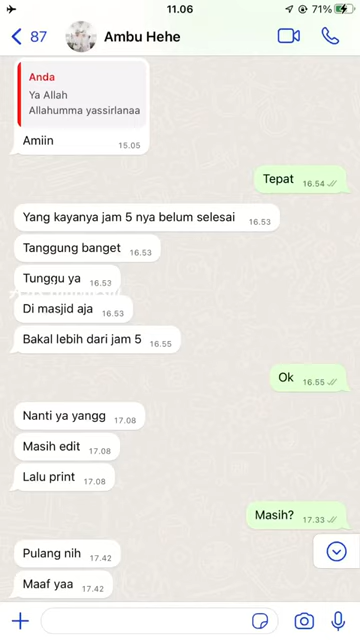 11.06
71%
87
Ambu Hehe
Anda
Ya Allah
Allahumma yassirlanaa
Amiin 15.05
Tepat 16.54
Yang kayanya jam 5 nya belum selesai 16.53
Tanggung banget 16.53
Tunggu ya 16.53
Di masjid aja 16.53
Bakal lebih dari jam 5 16.55
Ok 16.55
Nanti ya yangg 17.08
Masih edit 17.08
Lalu print 17.08
Masih? 17.33
Pulang nih 17.42
Maaf yaa 17.42